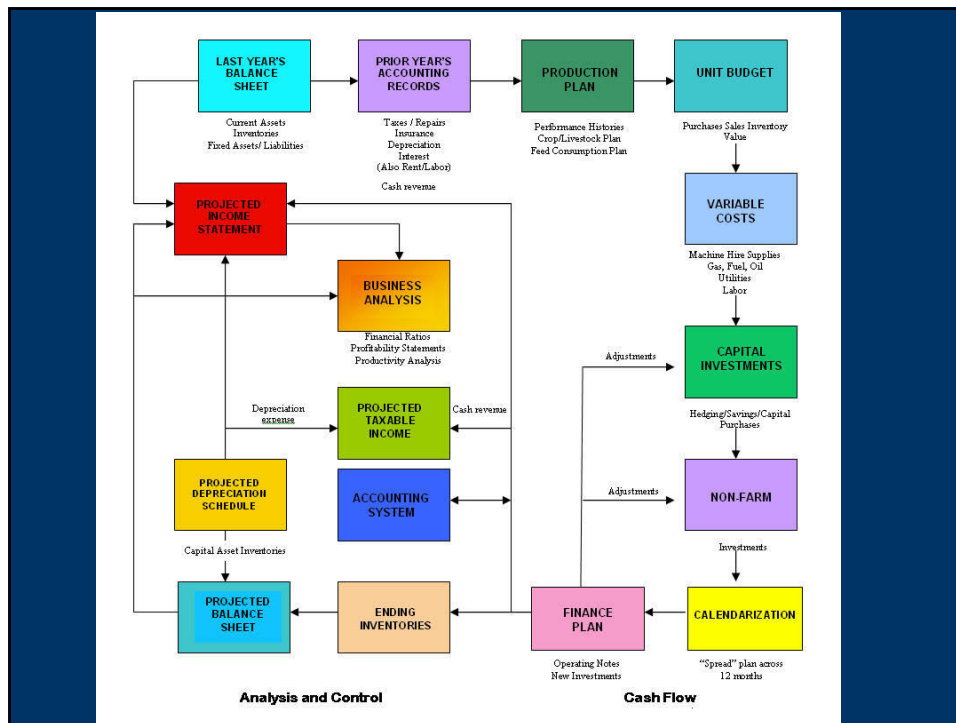 LAST YEAR'S
BALANCE
SHEET
PRIOR YEAR'S
ACCOUNTING
RECORDS
PRODUCTION
PLAN
UNIT BUDGET
Current Assets
Inventories
Fixed Assets/ Liabilities
Taxes / Repairs
Insurance
Depreciation
Interest
(Also Rent/Labor)
Performance Histories
Crop/Livestock Plan
Feed Consumption Plan
Purchases Sales Inventory
Value
Cash revenue
PROJECTED
INCOME
STATEMENT
VARIABLE
COSTS
Machine Hire Supplies
Gas, Fuel, Oil
Utilities
Labor
BUSINESS
ANALYSIS
Financial Ratios
Profitability Statements
Productivity Analysis
Adjustments
CAPITAL
INVESTMENTS
Hedging/Savings/Capital
Purchases
Depreciation
expense
PROJECTED
TAXABLE
INCOME
Cash revenue
PROJECTED
DEPRECIATION
SCHEDULE
ACCOUNTING
SYSTEM
Adjustments
NON-FARM
Capital Asset Inventories
Investments
PROJECTED
BALANCE
SHEET
ENDING
INVENTORIES
FINANCE
PLAN
CALENDARIZATION
Operating Notes
New Investments
“Spread” plan across
12 months
Analysis and Control
Cash Flow